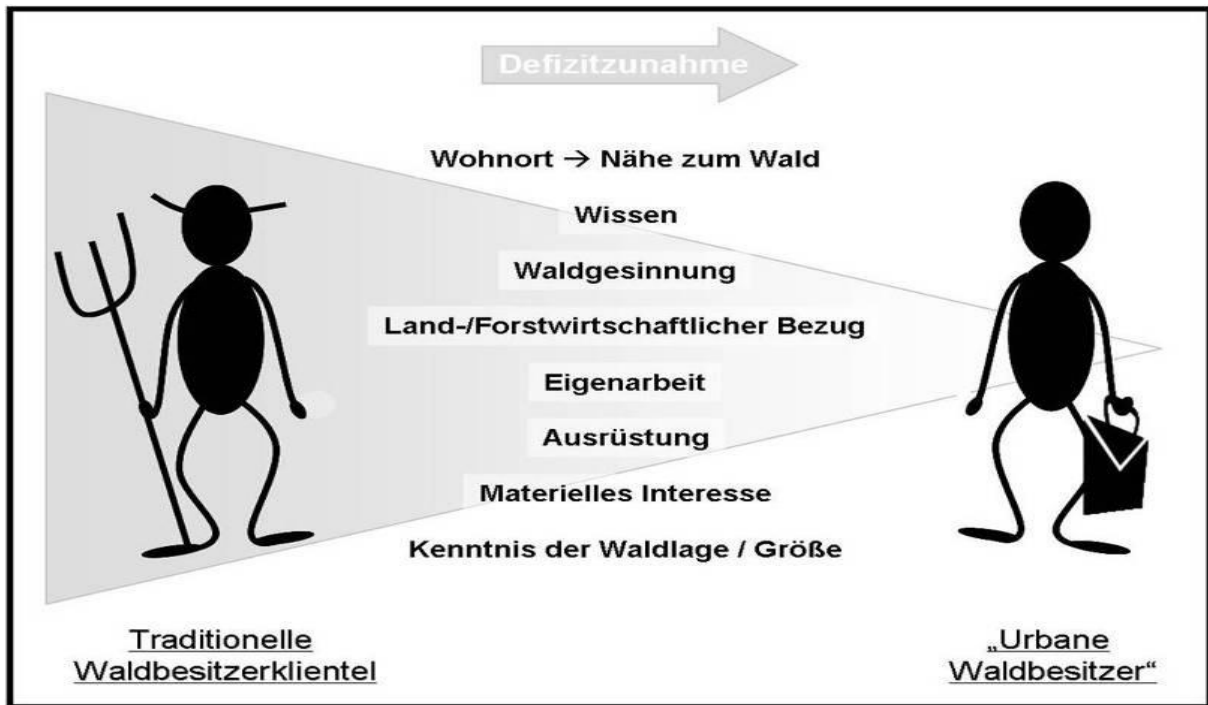 Defizitzunahme
Wohnort → Nähe zum Wald
Wissen
Waldgesinnung
Land-/Forstwirtschaftlicher Bezug
Eigenarbeit
Ausrüstung
Materielles Interesse
Kenntnis der Waldlage / Größe
Traditionelle
Waldbesitzerklientel
„Urbane
Waldbesitzer“